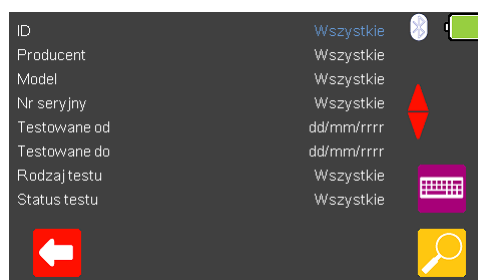 ID Wszystkie
Producent Wszystkie
Model Wszystkie
Nr seryjny Wszystkie
Testowane od dd/mm/rrrr
Testowane do dd/mm/rrrr
Rodzaj testu Wszystkie
Status testu Wszystkie